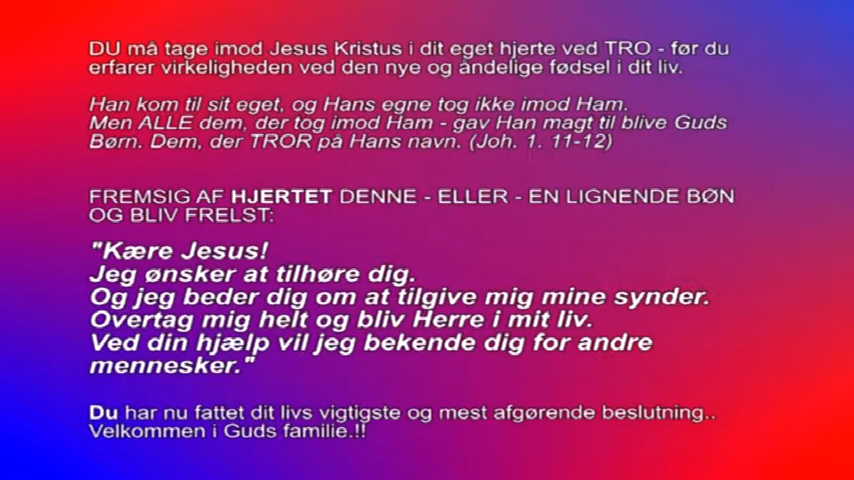 DU må tage imod Jesus Kristus i dit eget hjerte ved TRO - før du
erfarer virkeligheden ved den nye og åndelige fødsel i dit liv.
Han kom til sit eget, og Hans egne tog ikke imod Ham.
Men ALLE dem, der tog imod Ham - gav Han magt til blive Guds
Børn. Dem, der TROR på Hans navn. (Joh. 1. 11-12)
FREMSIG AF HJERTET DENNE - ELLER - EN LIGNENDE BØN
OG BLIV FRELST:
"Kære Jesus!
Jeg ønsker at tilhøre dig.
Og jeg beder dig om at tilgive mig mine synder.
Overtag mig helt og bliv Herre i mit liv.
Ved din hjælp vil jeg bekende dig for andre
mennesker."
Du har nu fattet dit livs vigtigste og mest afgørende beslutning..
Velkommen i Guds familie.!!